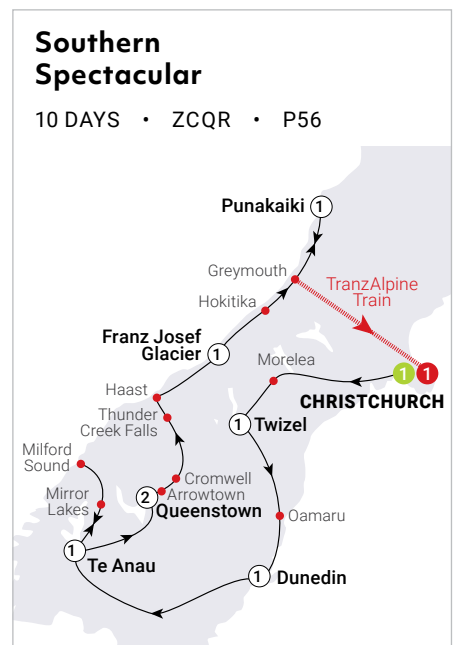 Southern
Spectacular
10 DAYS • ZCQR • P56
Punakaiki 1
Greymouth
TranzAlpine
Train
Hokitika
Franz Josef
Glacier 1
Morelea
1 1
CHRISTCHURCH
Haast
Thunder
Creek Falls
1 Twizel
Milford
Sound
Cromwell
Mirror
Lakes
2 Arrowtown
Queenstown
Oamaru
1
Te Anau
1 Dunedin